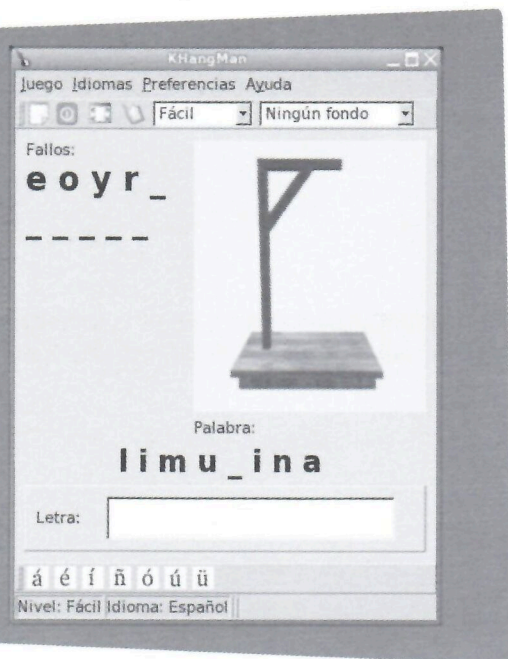 KHangMan
Juego Idiomas Preferencias Ayuda
Fácil Ningún fondo
Fallos:
e o y r _
_ _ _ _ _
Palabra:
l i m u _ i n a
Letra:
á é í ñ ó ú ü
Nivel: Fácil Idioma: Español